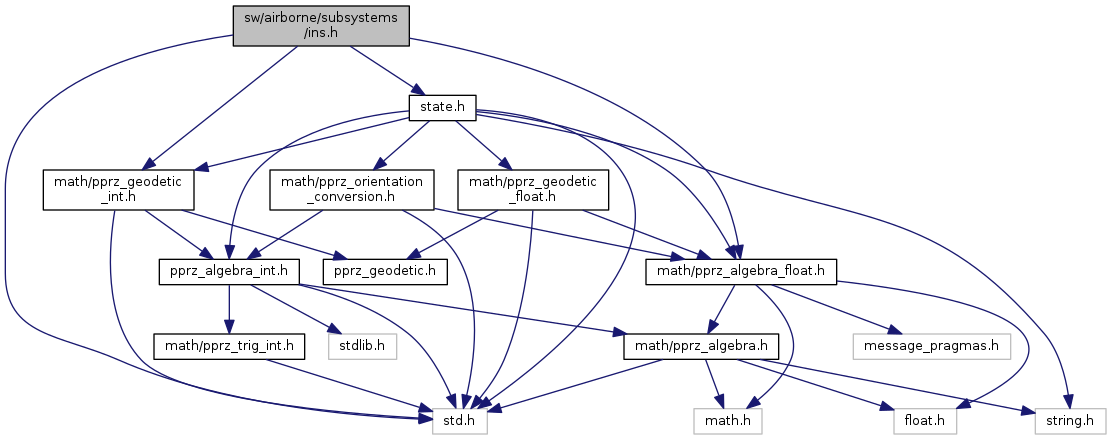 sw/airborne/subsystems
/ins.h
state.h
math/pprz_geodetic
_int.h
math/pprz_orientation
_conversion.h
math/pprz_geodetic
_float.h
pprz_algebra_int.h
pprz_geodetic.h
math/pprz_algebra_float.h
math/pprz_trig_int.h
stdlib.h
math/pprz_algebra.h
message_pragmas.h
std.h
math.h
float.h
string.h